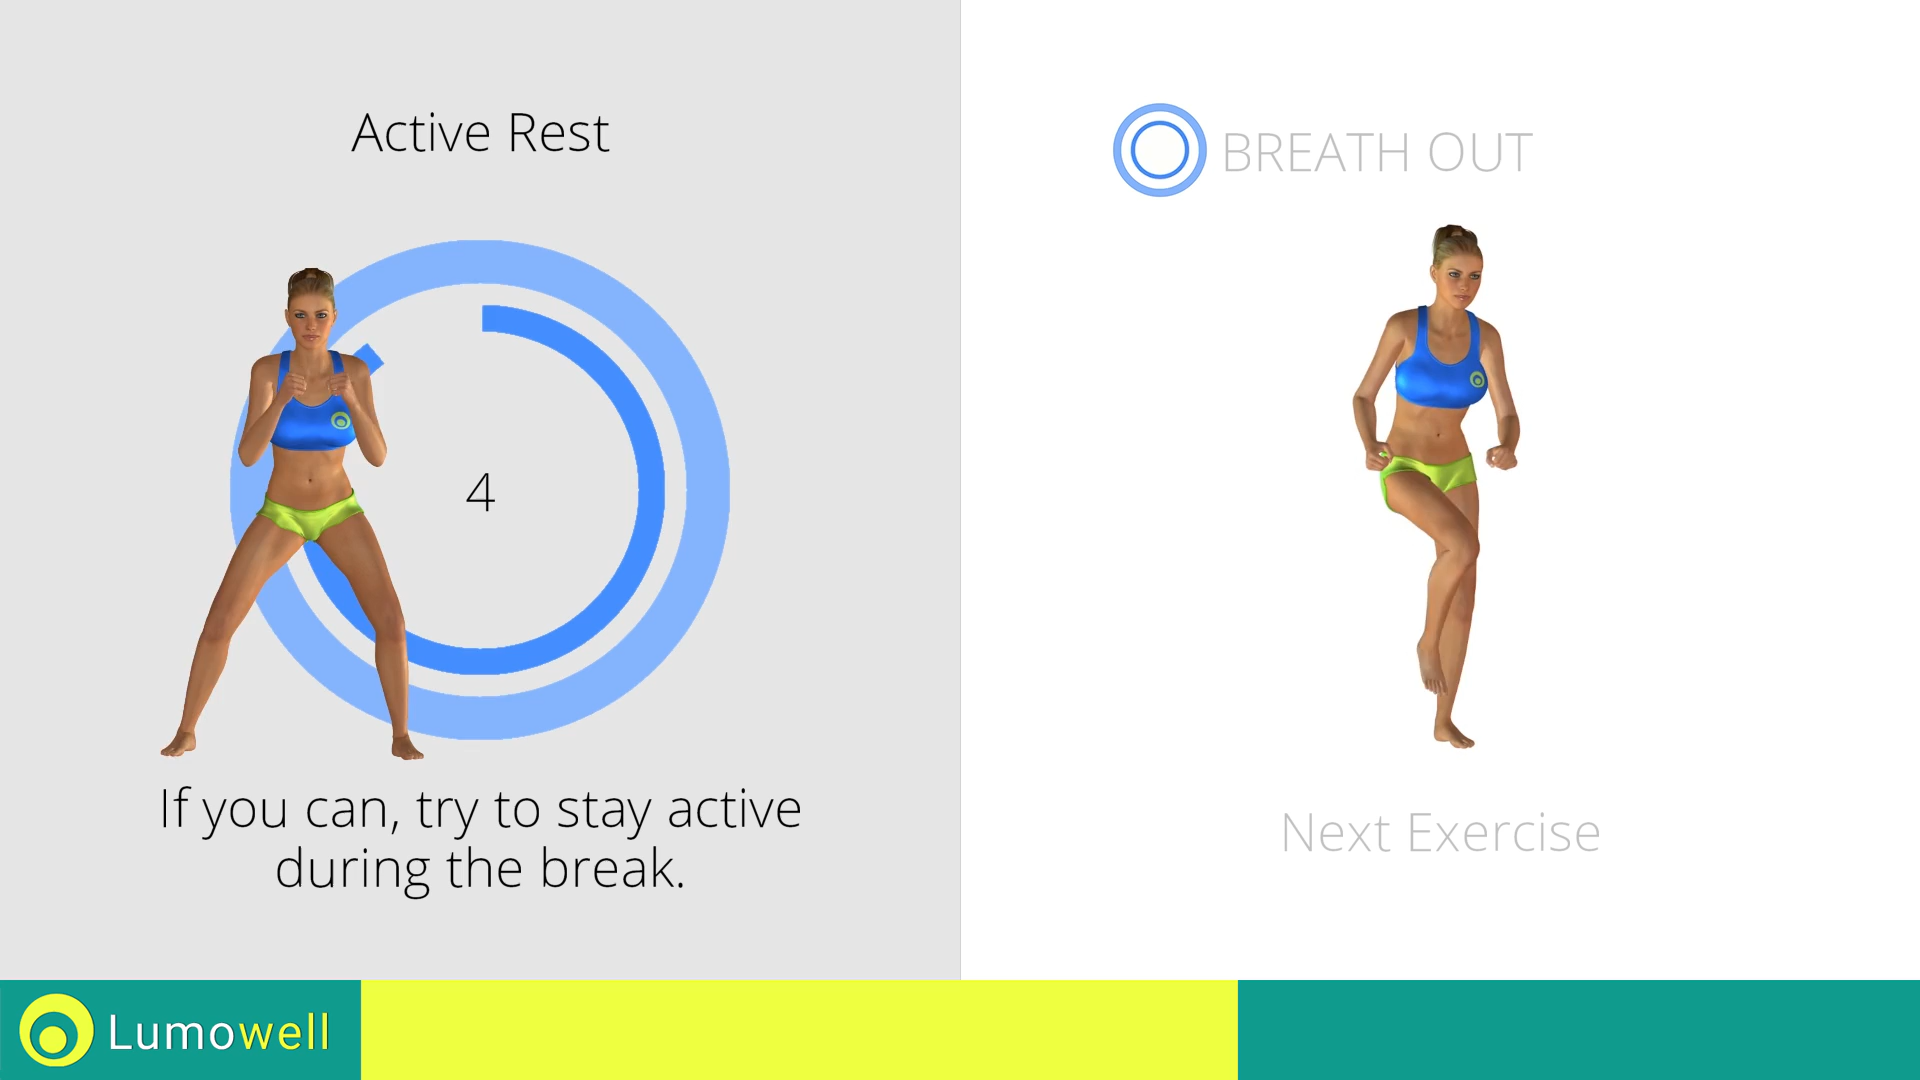 Active Rest
4
If you can, try to stay active
during the break.
BREATH OUT
Next Exercise
Lumowell